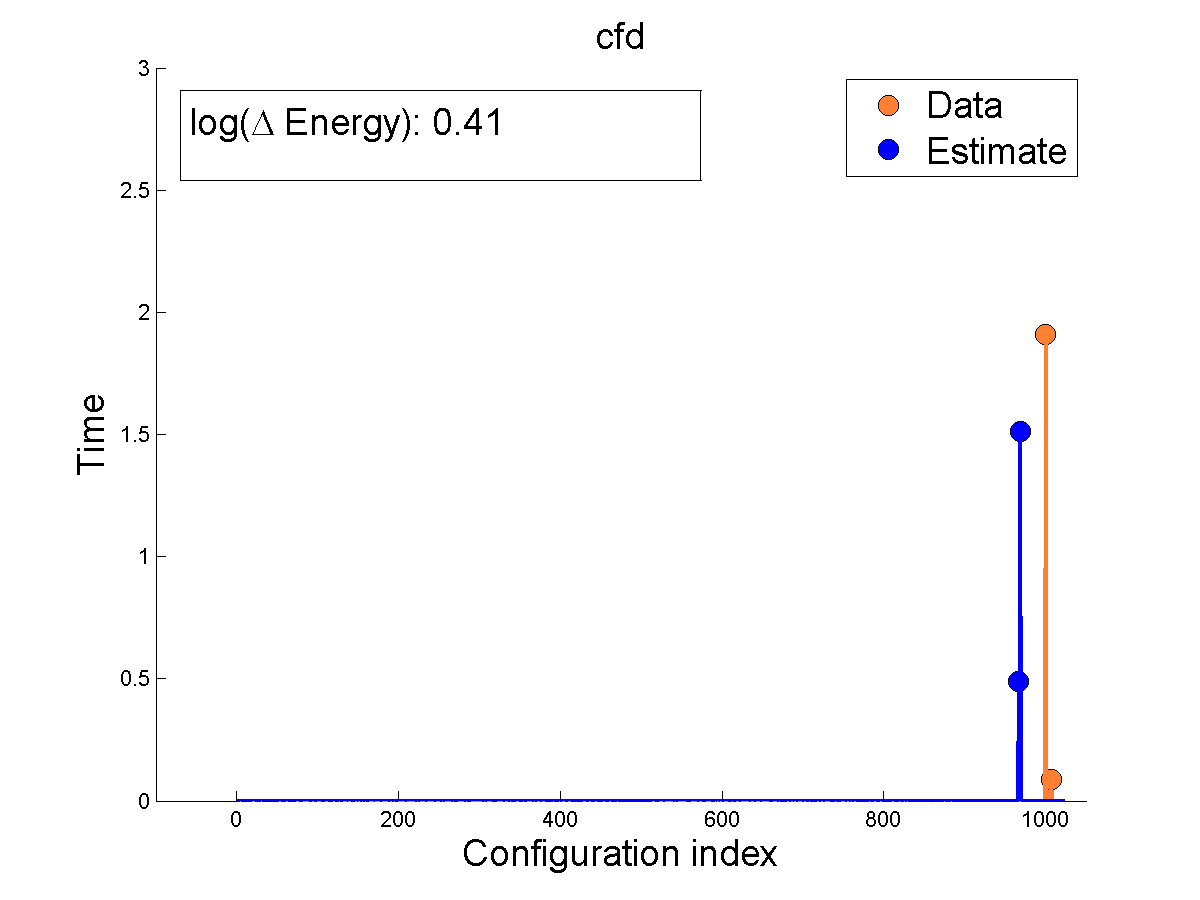 cfd
log(Δ Energy): 0.41
Data
Estimate
3
2.5
2
1.5
1
0.5
0
Time
0 200 400 600 800 1000
Configuration index